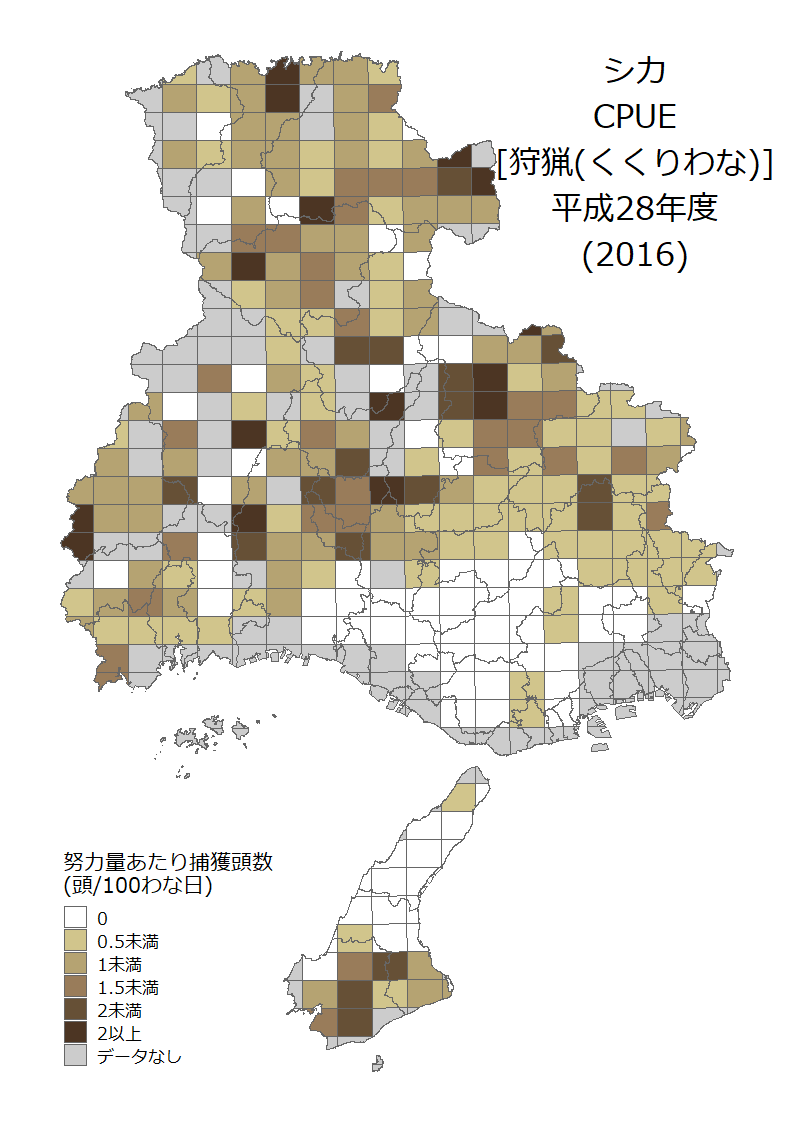 シカ
CPUE
[狩猟(くくりわな)]
平成28年度
(2016)
努力量あたり捕獲頭数
(頭/100わな日)
0
0.5未満
1未満
1.5未満
2未満
2以上
データなし